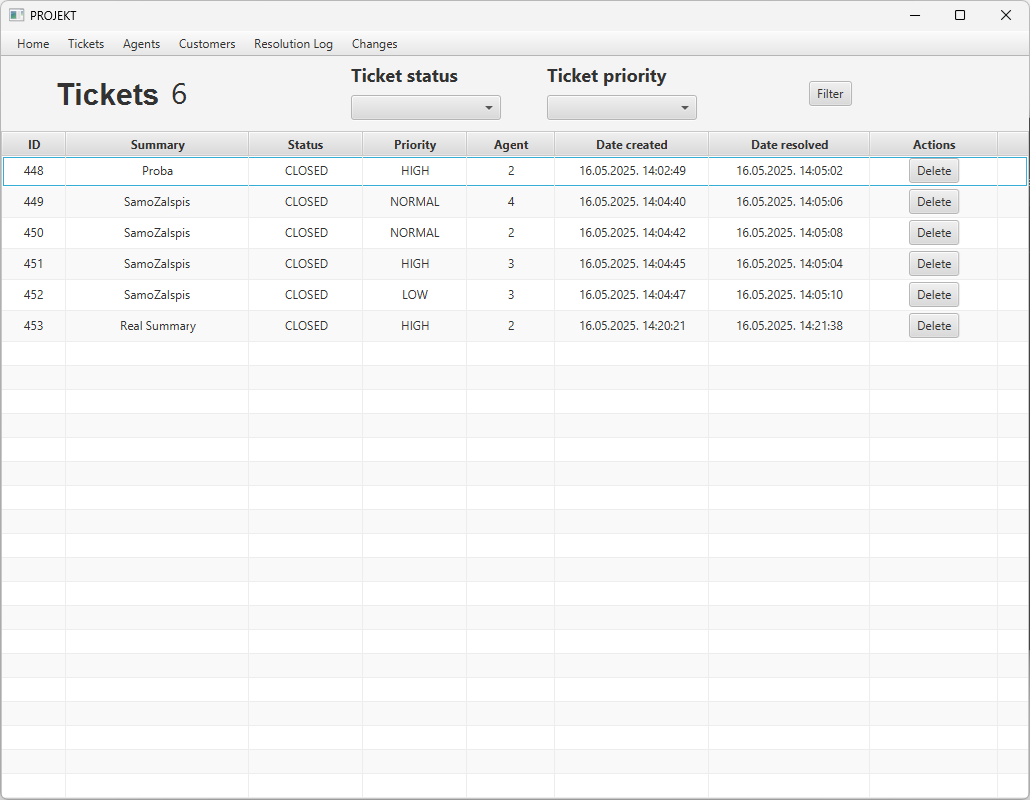 PROJEKT
Home Tickets Agents Customers Resolution Log Changes
Tickets 6
Ticket status
Ticket priority
Filter
ID Summary Status Priority Agent Date created Date resolved Actions
448 Proba CLOSED HIGH 2 16.05.2025. 14:02:49 16.05.2025. 14:05:02 Delete
449 SamoZalspis CLOSED NORMAL 4 16.05.2025. 14:04:40 16.05.2025. 14:05:06 Delete
450 SamoZalspis CLOSED NORMAL 2 16.05.2025. 14:04:42 16.05.2025. 14:05:08 Delete
451 SamoZalspis CLOSED HIGH 3 16.05.2025. 14:04:45 16.05.2025. 14:05:04 Delete
452 SamoZalspis CLOSED LOW 3 16.05.2025. 14:04:47 16.05.2025. 14:05:10 Delete
453 Real Summary CLOSED HIGH 2 16.05.2025. 14:20:21 16.05.2025. 14:21:38 Delete